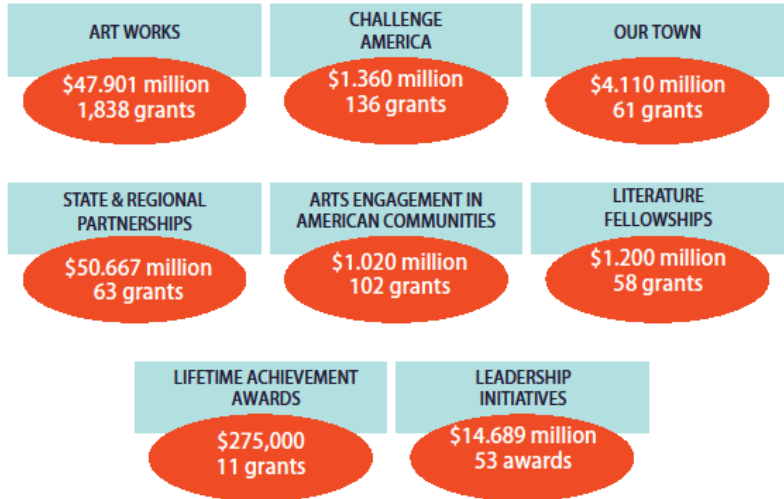 ART WORKS
$47.901 million
1,838 grants
CHALLENGE
AMERICA
$1.360 million
136 grants
OUR TOWN
$4.110 million
61 grants
STATE & REGIONAL
PARTNERSHIPS
$50.667 million
63 grants
ARTS ENGAGEMENT IN
AMERICAN COMMUNITIES
$1.020 million
102 grants
LITERATURE
FELLOWSHIPS
$1.200 million
58 grants
LIFETIME ACHIEVEMENT
AWARDS
$275,000
11 grants
LEADERSHIP
INITIATIVES
$14.689 million
53 awards